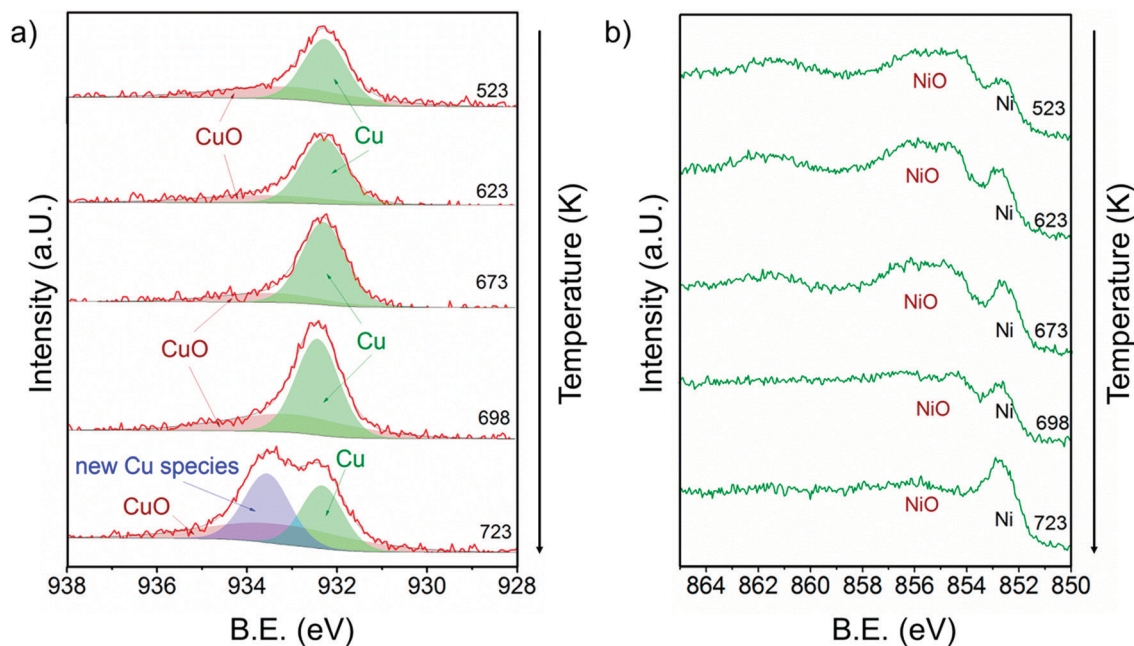 a)
Intensity (a.U.)
523
CuO
Cu
623
673
CuO
Cu
698
new Cu species
Cu
CuO
723
938 936 934 932 930 928
B.E. (eV)
Temperature (K)
b)
Intensity (a.U.)
NiO
Ni
523
NiO
Ni
623
NiO
Ni
673
NiO
Ni
698
NiO
Ni
723
864 862 860 858 856 854 852 850
B.E. (eV)
Temperature (K)